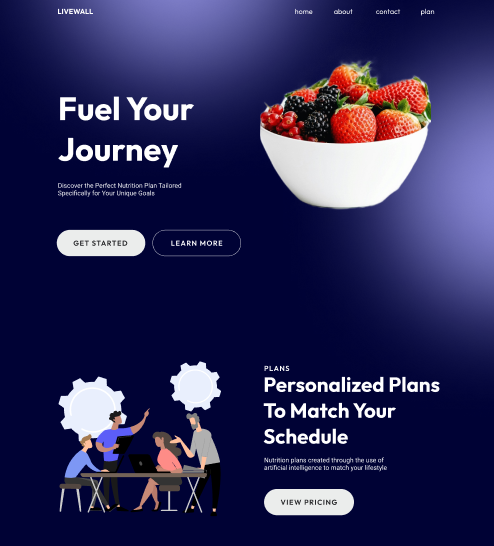 LIVEWALL
home about contact plan
Fuel Your
Journey
Discover the Perfect Nutrition Plan Tailored
Specifically for Your Unique Goals
GET STARTED LEARN MORE
PLANS
Personalized Plans
To Match Your
Schedule
Nutrition plans created through the use of
artificial intelligence to match your lifestyle
VIEW PRICING